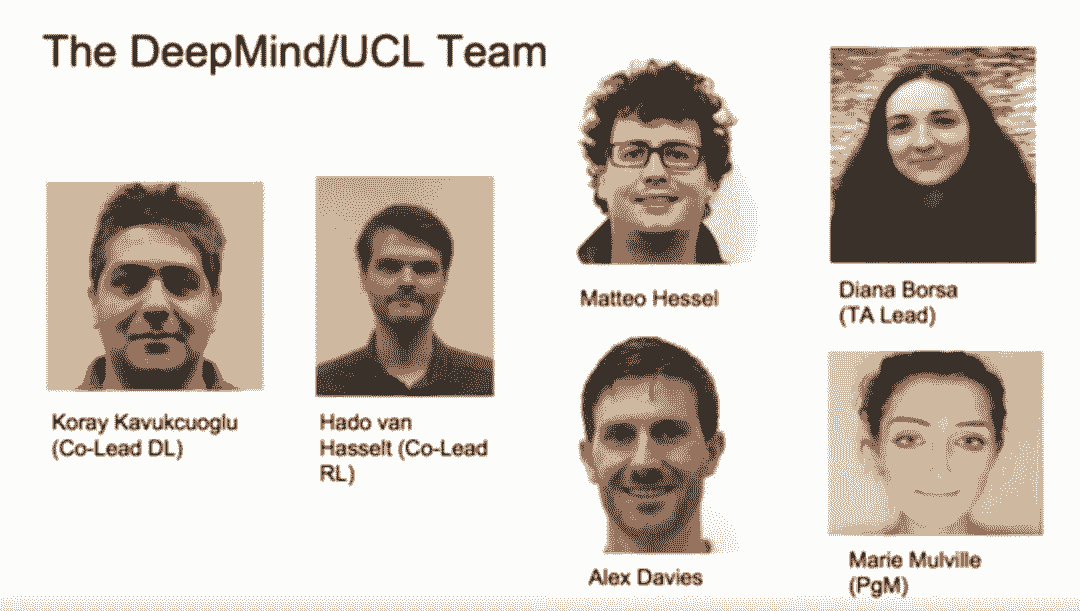 The DeepMind/UCL Team
Matteo Hessel
Diana Borsa
(TA Lead)
Koray Kavukcuoglu
(Co-Lead DL)
Hado van
Hasselt (Co-Lead
RL)
Alex Davies
Marie Mulville
(PgM)